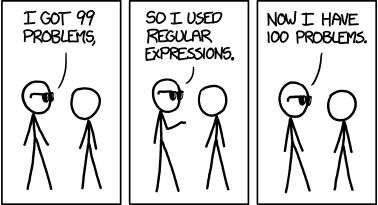 I GOT 99
PROBLEMS,
SO I USED
REGULAR
EXPRESSIONS.
NOW I HAVE
100 PROBLEMS.